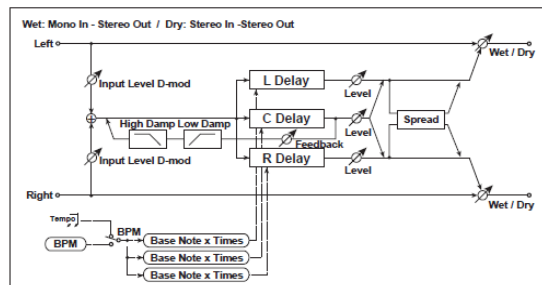 Wet: Mono In - Stereo Out / Dry: Stereo In -Stereo Out
Left
Wet / Dry
Input Level D-mod
L Delay
Level
High Damp Low Damp
C Delay
Level
Spread
Feedback
Input Level D-mod
R Delay
Level
Right
Wet / Dry
Tempo
BPM
BPM
Base Note x Times
Base Note x Times
Base Note x Times